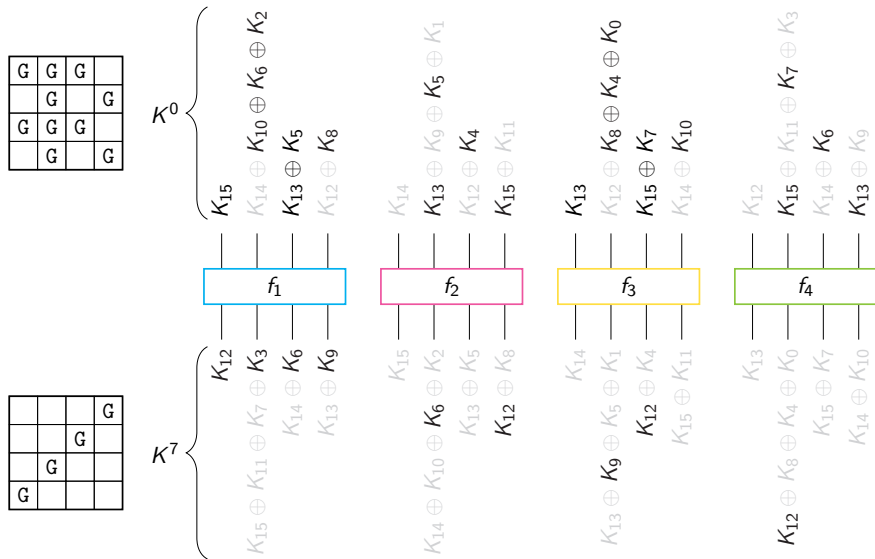 G G G
G G
G G G
G G
K⁰
K₁₅
K₁₄ ⊕ K₁₀ ⊕ K₆ ⊕ K₂
K₁₃ ⊕ K₅
K₁₂ ⊕ K₈
K₁₄
K₁₃ ⊕ K₉ ⊕ K₅ ⊕ K₁
K₁₂ ⊕ K₄
K₁₅ ⊕ K₁₁
K₁₃
K₁₂ ⊕ K₈ ⊕ K₄ ⊕ K₀
K₁₅ ⊕ K₇
K₁₄ ⊕ K₁₀
K₁₂
K₁₅ ⊕ K₁₁ ⊕ K₇ ⊕ K₃
K₁₄ ⊕ K₆
K₁₃ ⊕ K₉
f₁ f₂ f₃ f₄
G
G
G
G
K⁷
K₁₂
K₁₅ ⊕ K₁₁ ⊕ K₇ ⊕ K₃
K₁₄ ⊕ K₆
K₁₃ ⊕ K₉
K₁₅
K₁₄ ⊕ K₁₀ ⊕ K₆ ⊕ K₂
K₁₃ ⊕ K₅
K₁₂ ⊕ K₈
K₁₄
K₁₃ ⊕ K₉ ⊕ K₅ ⊕ K₁
K₁₂ ⊕ K₄
K₁₅ ⊕ K₁₁
K₁₃
K₁₂ ⊕ K₈ ⊕ K₄ ⊕ K₀
K₁₅ ⊕ K₇
K₁₄ ⊕ K₁₀